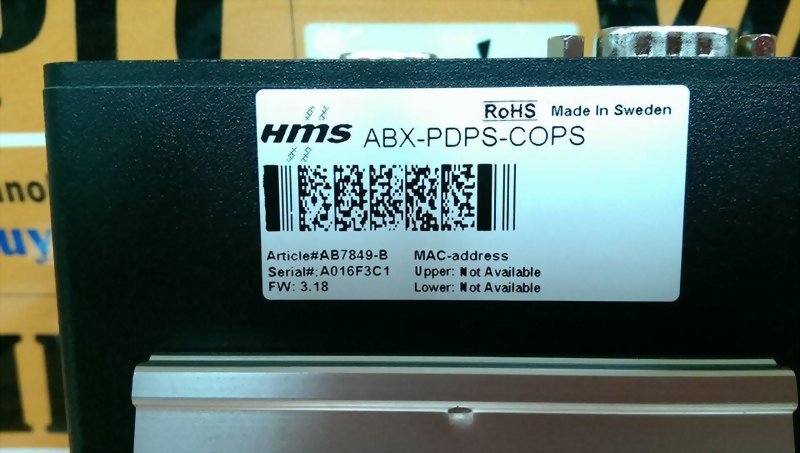 RoHS Made In Sweden
HMS ABX-PDPS-COPS
Article#AB7849-B
Serial#:A016F3C1
FW: 3.18
MAC-address
Upper: Not Available
Lower: Not Available